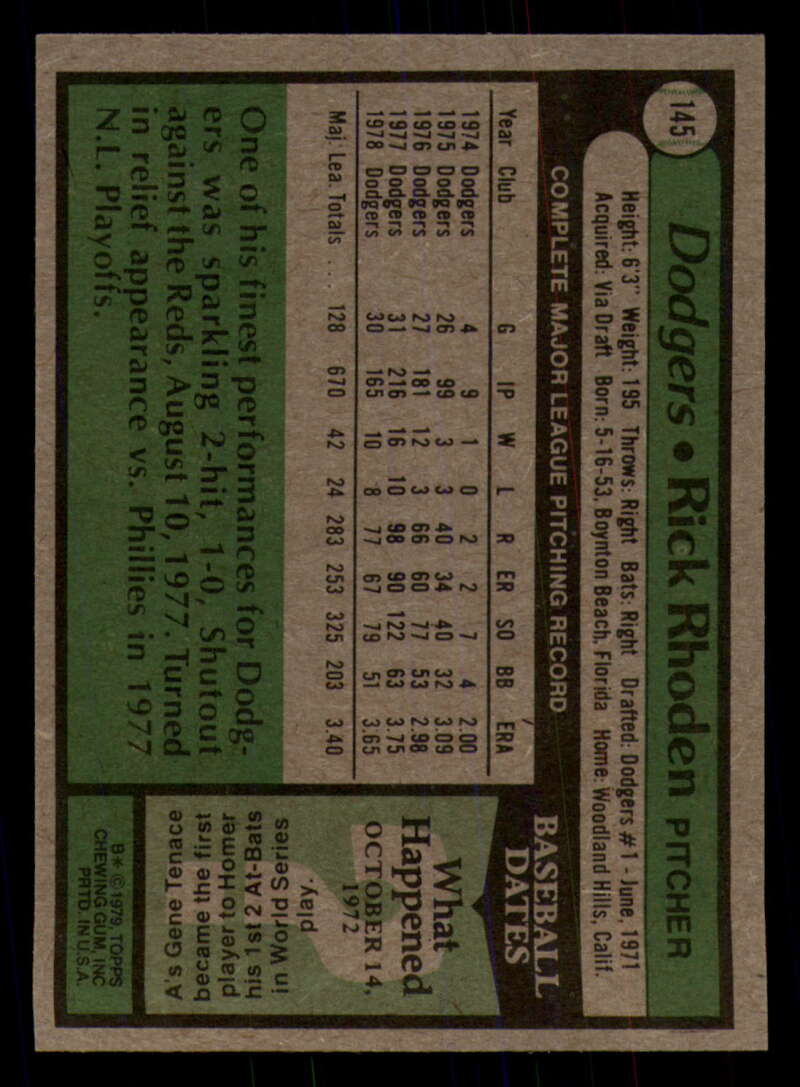 145
Dodgers • Rick Rhoden PITCHER
Height: 6'3" Weight: 195 Throws: Right Bats: Right Drafted: Dodgers #1 - June, 1971
Acquired: Via Draft Born: 5-16-53, Boynton Beach, Florida Home: Woodland Hills, Calif.
COMPLETE MAJOR LEAGUE PITCHING RECORD
Year Club G IP W L R ER SO BB ERA
1974 Dodgers 4 9 1 0 2 2 7 4 2.00
1975 Dodgers 26 99 3 3 40 34 40 32 3.09
1976 Dodgers 27 181 12 3 66 60 77 53 2.98
1977 Dodgers 31 216 16 10 98 90 122 63 3.75
1978 Dodgers 30 165 10 8 77 67 79 51 3.65
Maj. Lea. Totals .... 128 670 42 24 283 253 325 203 3.40
One of his finest performances for Dodg-
ers was sparkling 2-hit, 1-0, Shutout
against the Reds, August 10, 1977. Turned
in relief appearance vs. Phillies in 1977
N.L. Playoffs.
BASEBALL
DATES
What
Happened
OCTOBER 14,
1972
A's Gene Tenace
became the first
player to Homer
his 1st 2 At-Bats
in World Series
play.
B* ©1979, TOPPS
CHEWING GUM, INC
PRTD. IN U.S.A.